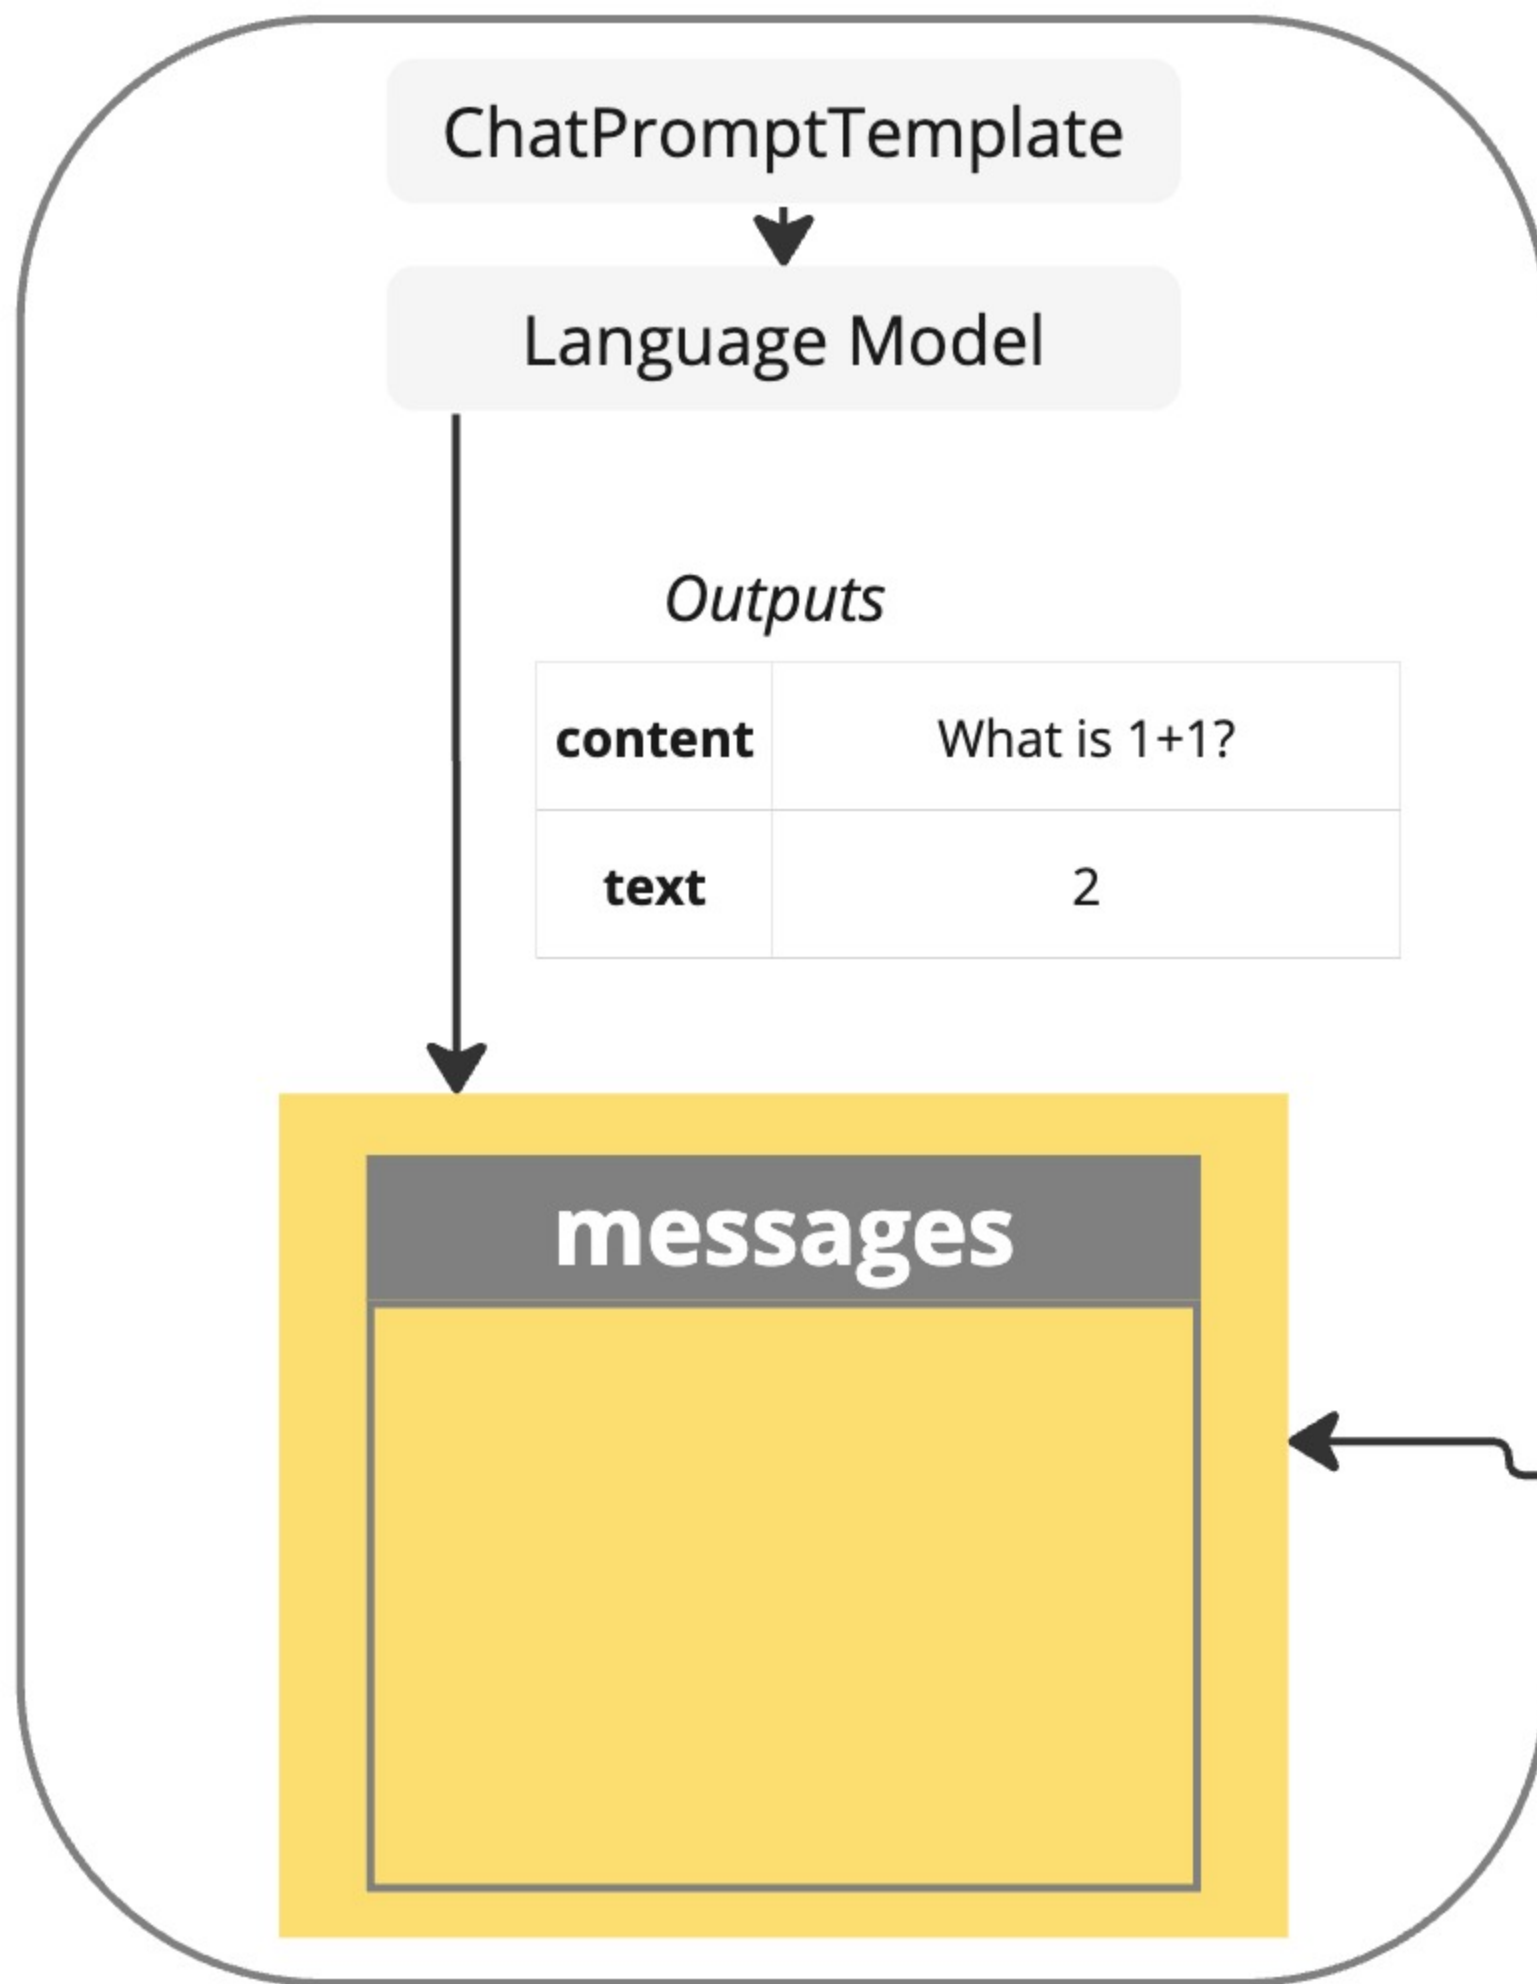 ChatPromptTemplate
Language Model
Outputs
content What is 1+1?
text 2
messages